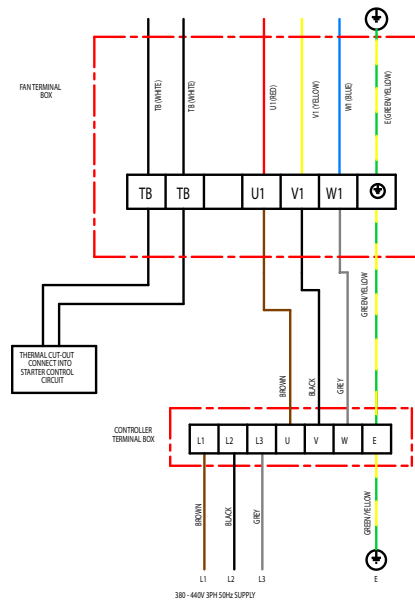 FAN TERMINAL
BOX
TB (WHITE)
TB (WHITE)
U1 (RED)
V1 (YELLOW)
W1 (BLUE)
E(GREEN/YELLOW)
TB
TB
U1
V1
W1
GREEN/YELLOW
THERMAL CUT-OUT
CONNECT INTO
STARTER CONTROL
CIRCUIT
BROWN
BLACK
GREY
CONTROLLER
TERMINAL BOX
L1
L2
L3
U
V
W
E
BROWN
BLACK
GREY
GREEN/YELLOW
L1
L2
L3
E
380 - 440V 3PH 50Hz SUPPLY